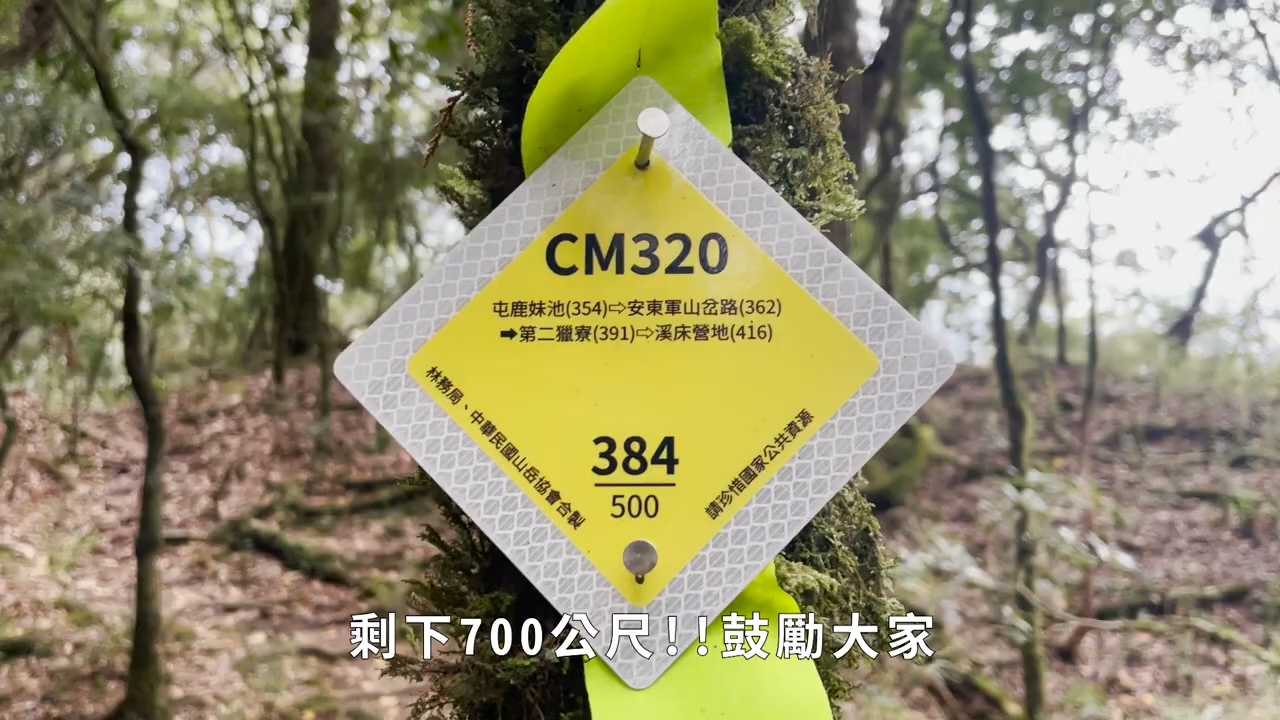 CM320
屯鹿妹池(354)⇨安東軍山岔路(362)
➡第二獵寮(391)⇨溪床營地(416)
林務局、中華民國山岳協會合製
請珍惜國家公共資源
384
500
剩下700公尺!!鼓勵大家